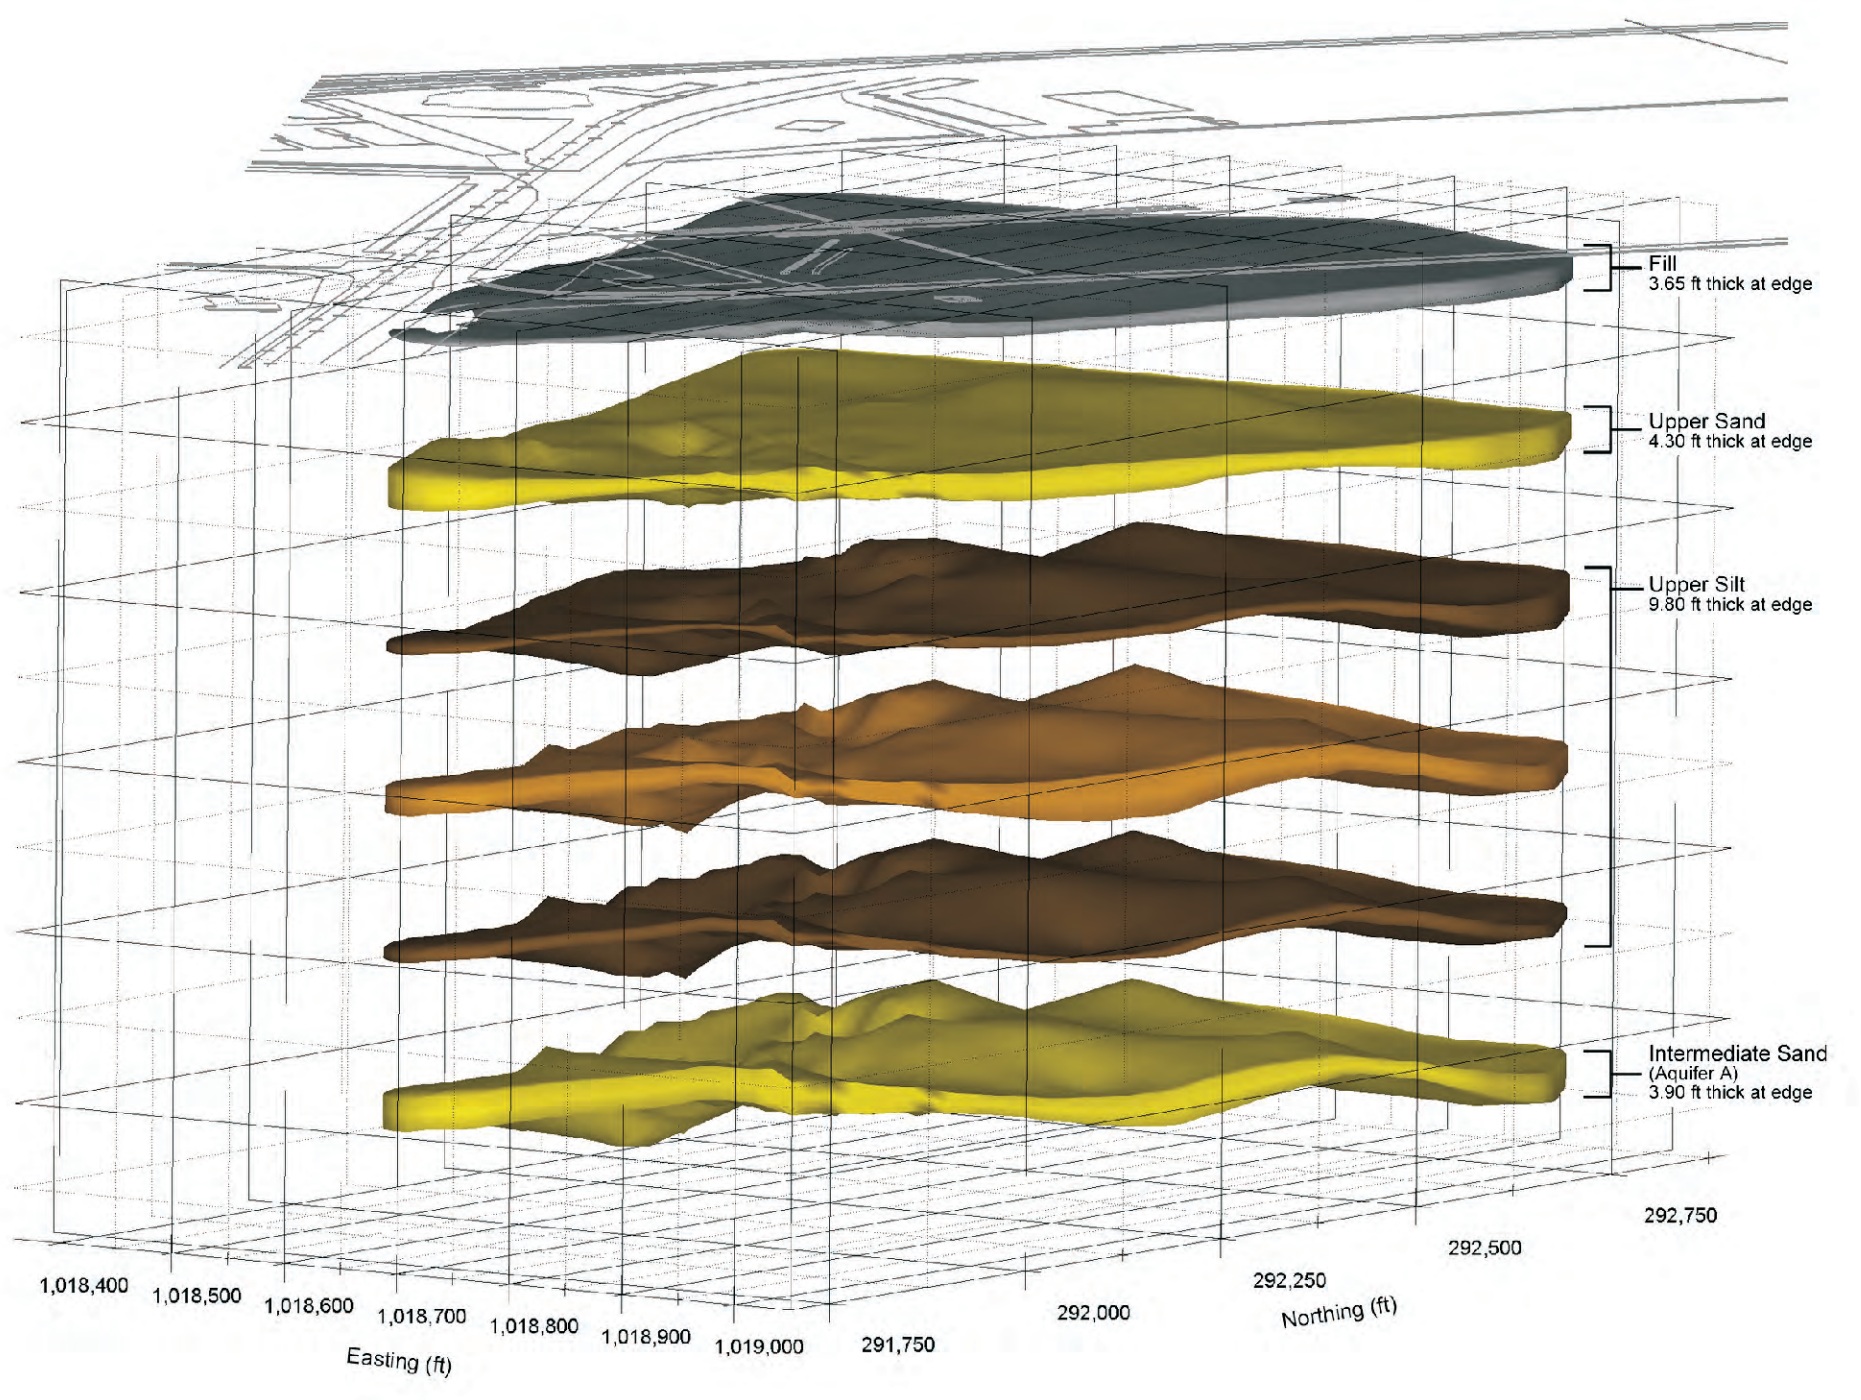 Fill
3.65 ft thick at edge
Upper Sand
4.30 ft thick at edge
Upper Silt
9.80 ft thick at edge
Intermediate Sand
(Aquifer A)
3.90 ft thick at edge
292,750
292,500
292,250
292,000
291,750
Northing (ft)
1,018,400
1,018,500
1,018,600
1,018,700
1,018,800
1,018,900
1,019,000
Easting (ft)